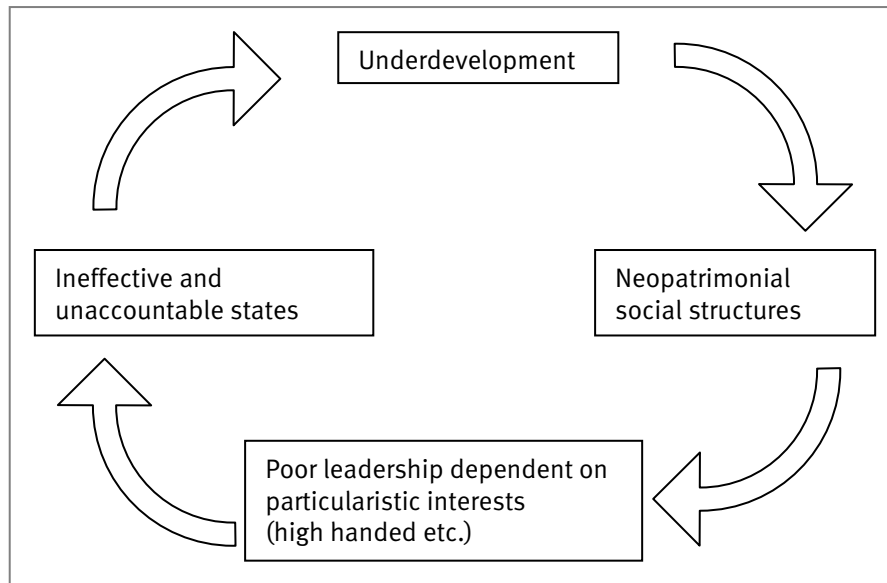 Underdevelopment
Ineffective and
unaccountable states
Neopatrimonial
social structures
Poor leadership dependent on
particularistic interests
(high handed etc.)